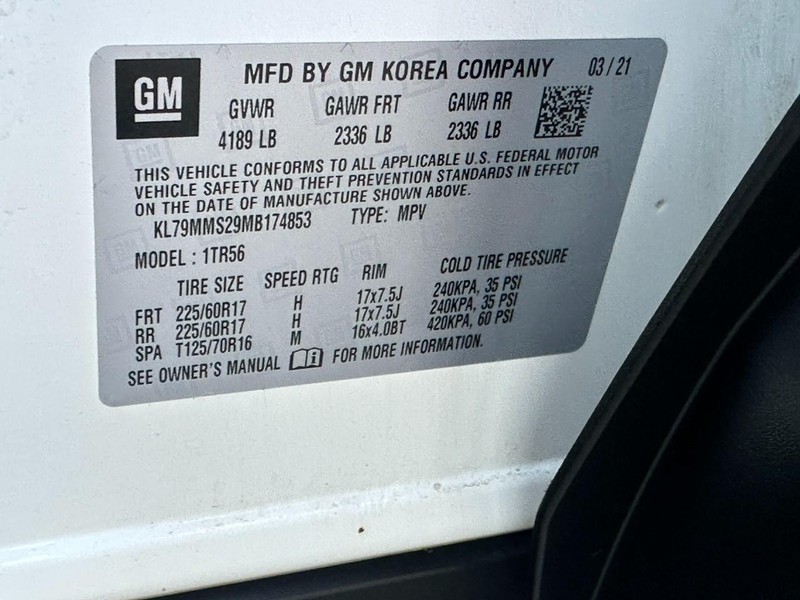 GM
MFD BY GM KOREA COMPANY 03/21
GVWR GAWR FRT GAWR RR
4189 LB 2336 LB 2336 LB
THIS VEHICLE CONFORMS TO ALL APPLICABLE U.S. FEDERAL MOTOR
VEHICLE SAFETY AND THEFT PREVENTION STANDARDS IN EFFECT
ON THE DATE OF MANUFACTURE SHOWN ABOVE.
KL79MMS29MB174853 TYPE: MPV
MODEL : 1TR56
TIRE SIZE SPEED RTG RIM COLD TIRE PRESSURE
FRT 225/60R17 H 17x7.5J 240KPA, 35 PSI
RR 225/60R17 H 17x7.5J 240KPA, 35 PSI
SPA T125/70R16 M 16x4.0BT 420KPA, 60 PSI
SEE OWNER'S MANUAL FOR MORE INFORMATION.